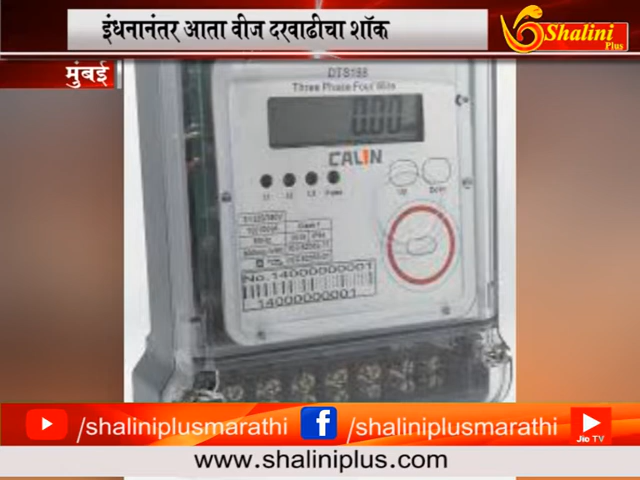 इंधनानंतर आता वीज दरवाढीचा शॉक
Shalini
Plus
मुंबई
DTS188
Three Phase Four Wire
0.00
CALIN
No.14000000001
14000000001
/shaliniplusmarathi
/shaliniplusmarathi
Jio TV
www.shaliniplus.com